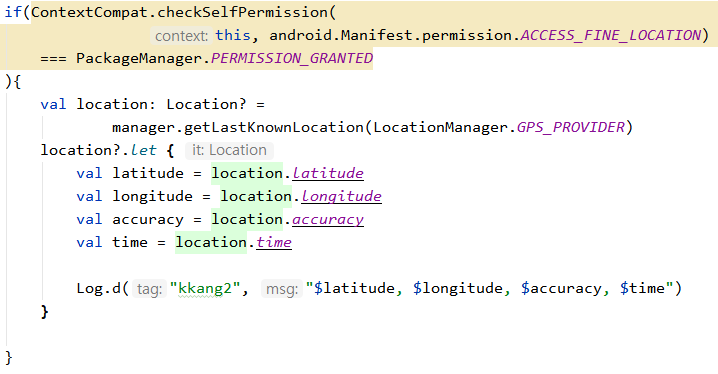 if(ContextCompat.checkSelfPermission(
context: this, android.Manifest.permission.ACCESS_FINE_LOCATION)
=== PackageManager.PERMISSION_GRANTED
){
val location: Location? =
manager.getLastKnownLocation(LocationManager.GPS_PROVIDER)
location?.let { it: Location
val latitude = location.latitude
val longitude = location.longitude
val accuracy = location.accuracy
val time = location.time
Log.d( tag: "kkang2", msg: "$latitude, $longitude, $accuracy, $time")
}
}